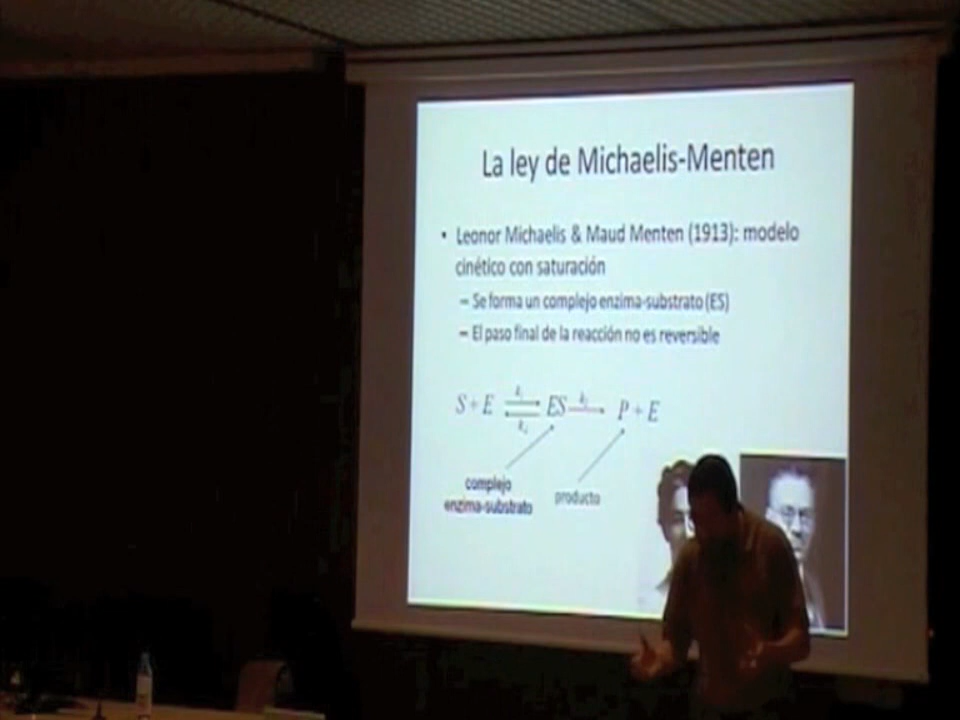 La ley de Michaelis-Menten
• Leonor Michaelis & Maud Menten (1913): modelo
cinético con saturación
– Se forma un complejo enzima-substrato (ES)
– El paso final de la reacción no es reversible
S + E ⇌ ES → P + E
complejo
enzima-substrato
producto